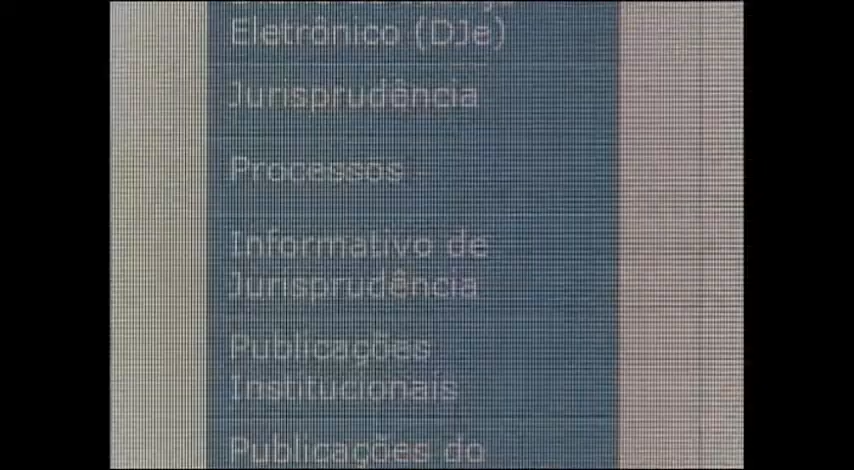 Eletrônico (DJe)
Jurisprudência
Processos
Informativo de
Jurisprudência
Publicações
Institucionais
Publicações do